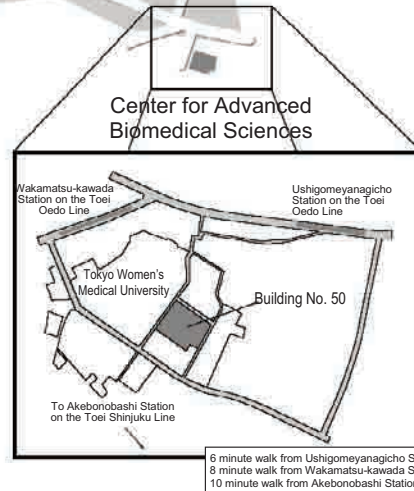 Center for Advanced
Biomedical Sciences
Wakamatsu-kawada
Station on the Toei
Oedo Line
Ushigomeyanagicho
Station on the Toei
Oedo Line
Tokyo Women's
Medical University
Building No. 50
To Akebonobashi Station
on the Toei Shinjuku Line
6 minute walk from Ushigomeyanagicho S
8 minute walk from Wakamatsu-kawada S
10 minute walk from Akebonobashi Station